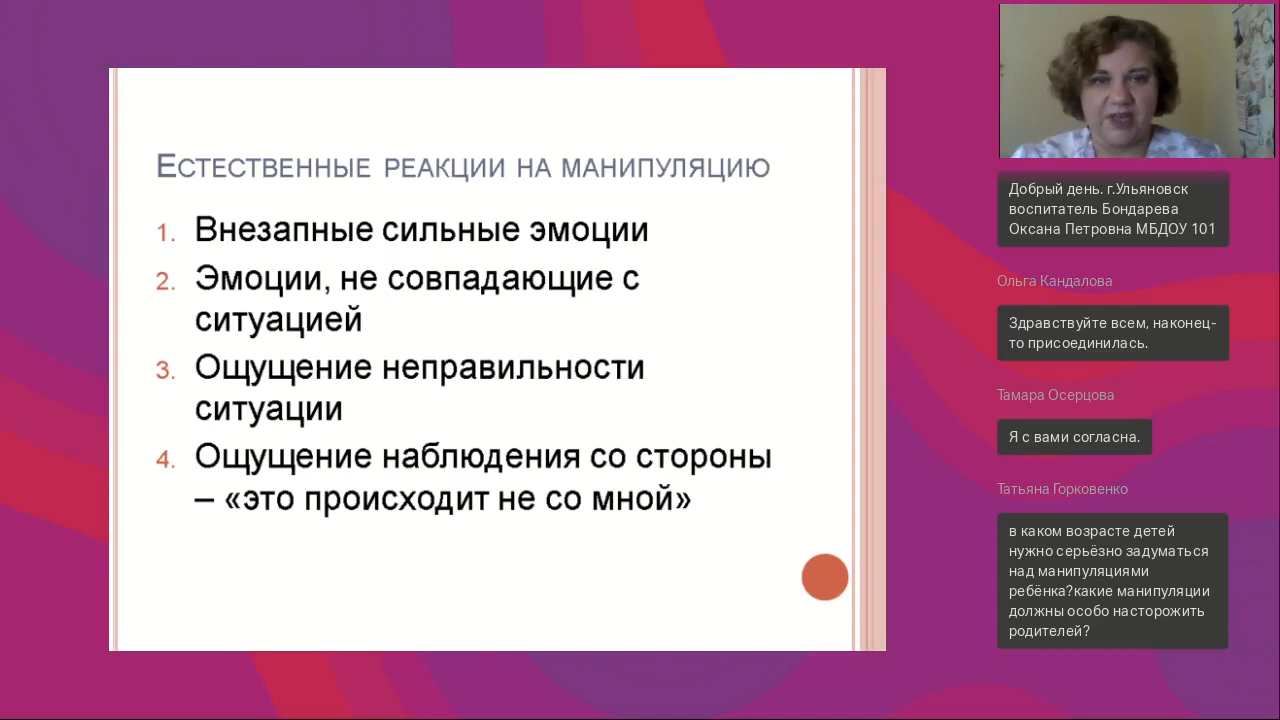 Естественные реакции на манипуляцию
1. Внезапные сильные эмоции
2. Эмоции, не совпадающие с
ситуацией
3. Ощущение неправильности
ситуации
4. Ощущение наблюдения со стороны
– «это происходит не со мной»
Добрый день. г.Ульяновск
воспитатель Бондарева
Оксана Петровна МБДОУ 101
Ольга Кандалова
Здравствуйте всем, наконец-
то присоединилась.
Тамара Осерцова
Я с вами согласна.
Татьяна Горковенко
в каком возрасте детей
нужно серьёзно задуматься
над манипуляциями
ребёнка?какие манипуляции
должны особо насторожить
родителей?